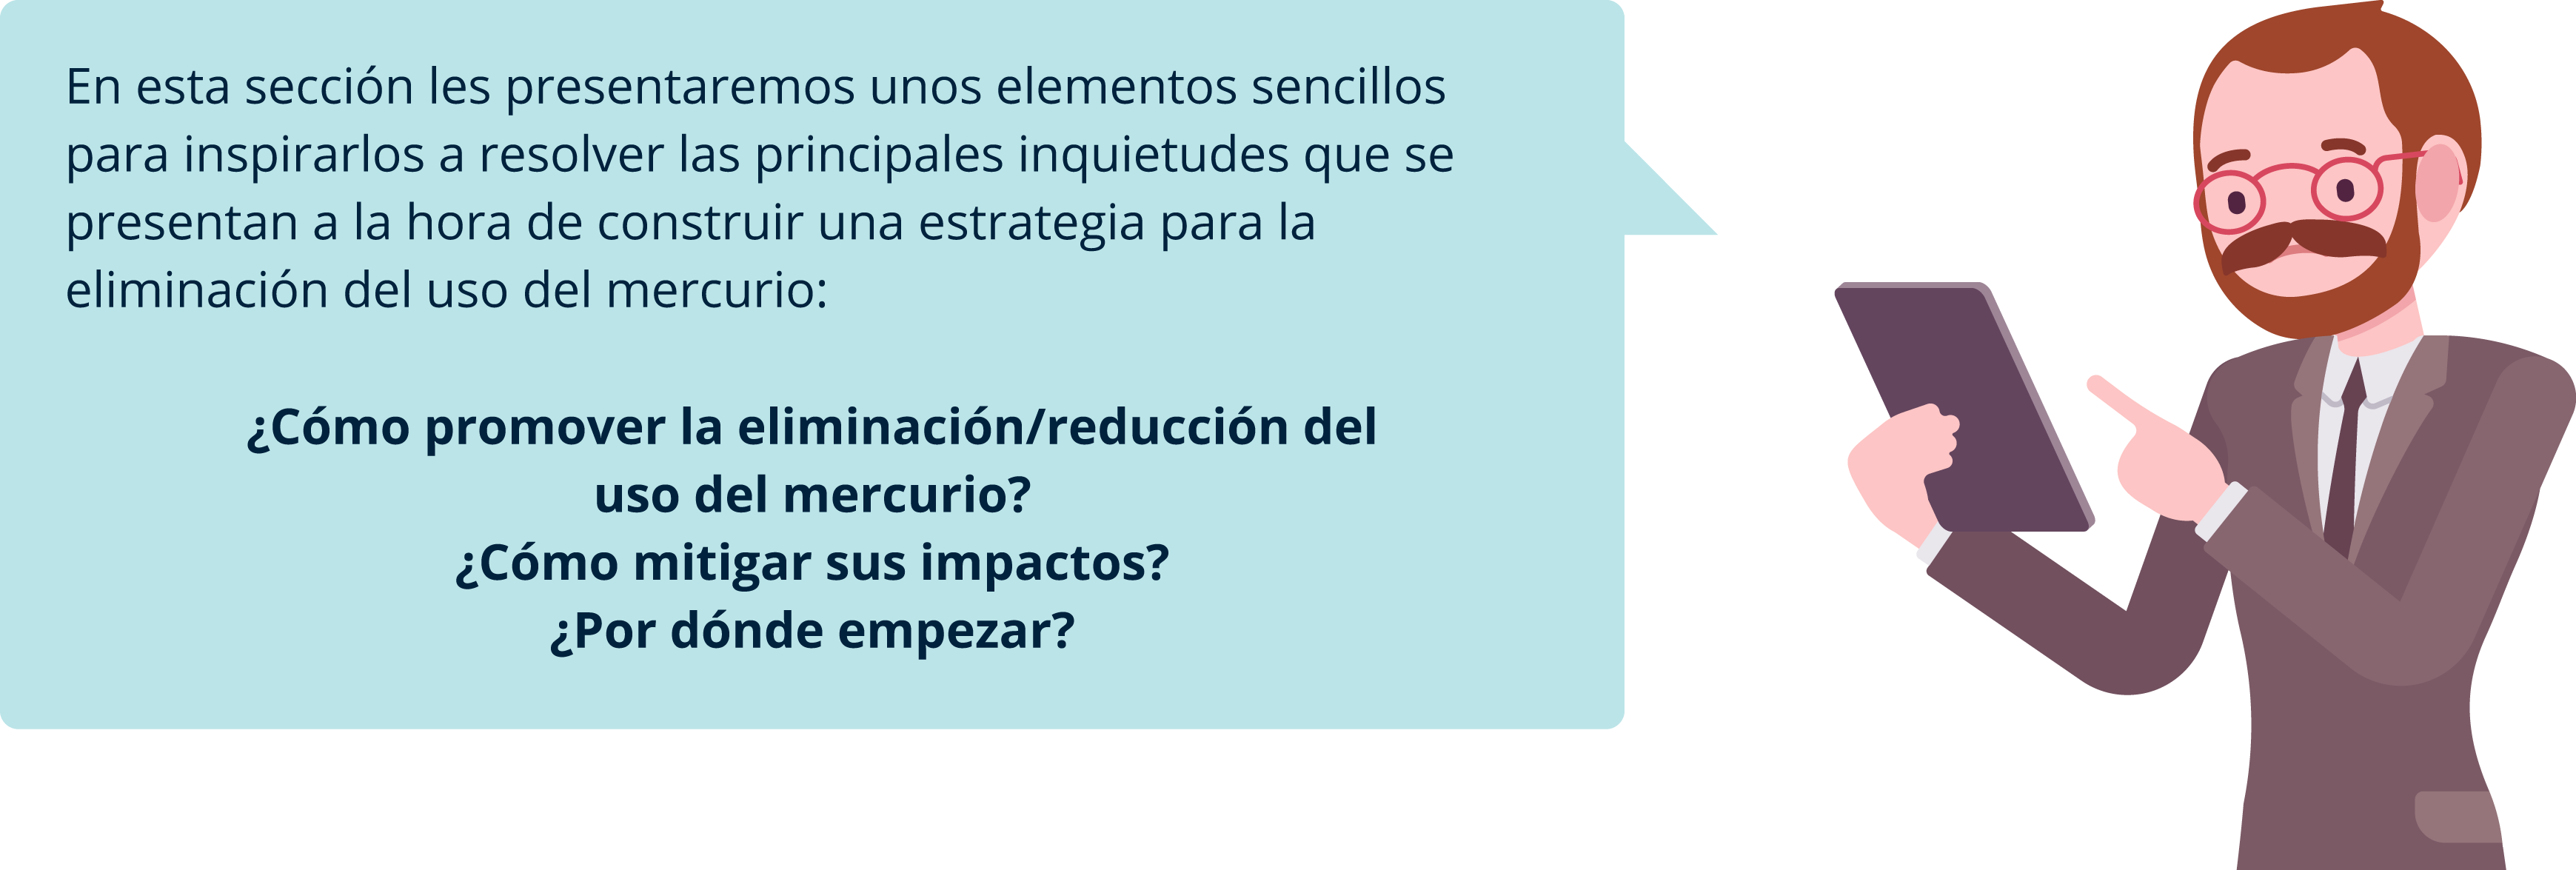 En esta sección les presentaremos unos elementos sencillos
para inspirarlos a resolver las principales inquietudes que se
presentan a la hora de construir una estrategia para la
eliminación del uso del mercurio:
¿Cómo promover la eliminación/reducción del
uso del mercurio?
¿Cómo mitigar sus impactos?
¿Por dónde empezar?